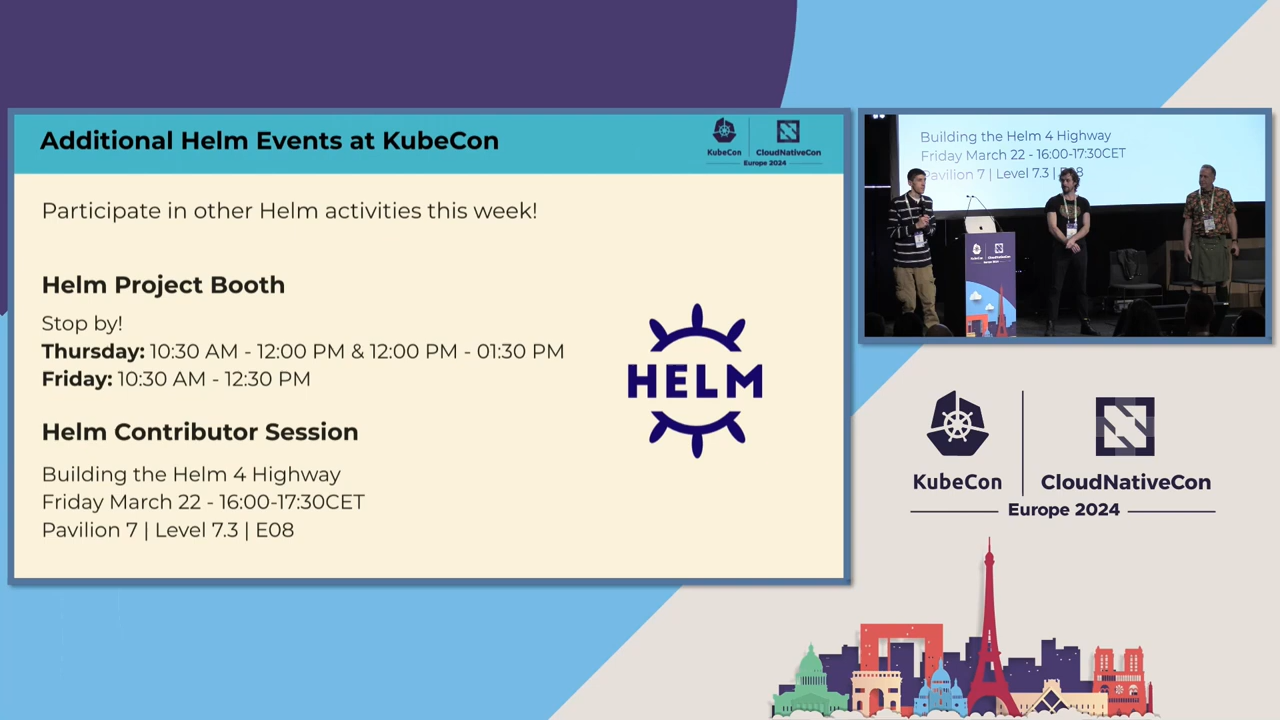 Additional Helm Events at KubeCon
KubeCon
CloudNativeCon
Europe 2024
Participate in other Helm activities this week!
Helm Project Booth
Stop by!
Thursday: 10:30 AM - 12:00 PM & 12:00 PM - 01:30 PM
Friday: 10:30 AM - 12:30 PM
HELM
Helm Contributor Session
Building the Helm 4 Highway
Friday March 22 - 16:00-17:30CET
Pavilion 7 | Level 7.3 | E08
Building the Helm 4 Highway
Friday March 22 - 16:00-17:30CET
Pavilion 7 | Level 7.3 | E08
KubeCon
CloudNativeCon
Europe 2024